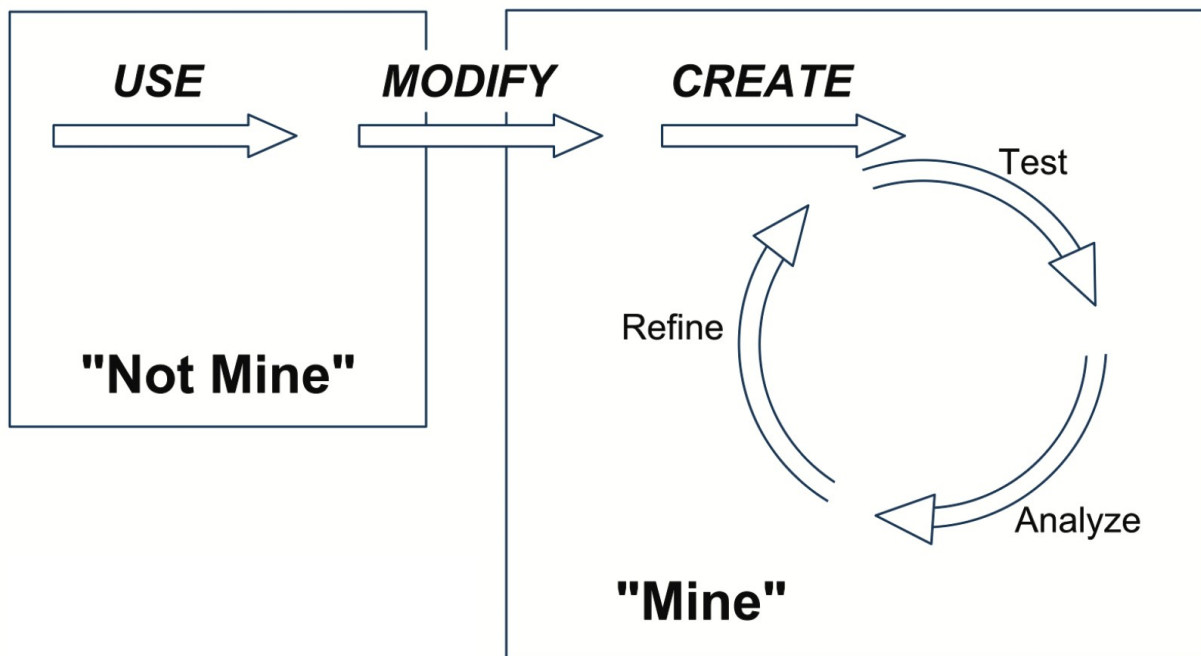 USE
MODIFY
CREATE
Test
Refine
"Not Mine"
Analyze
"Mine"